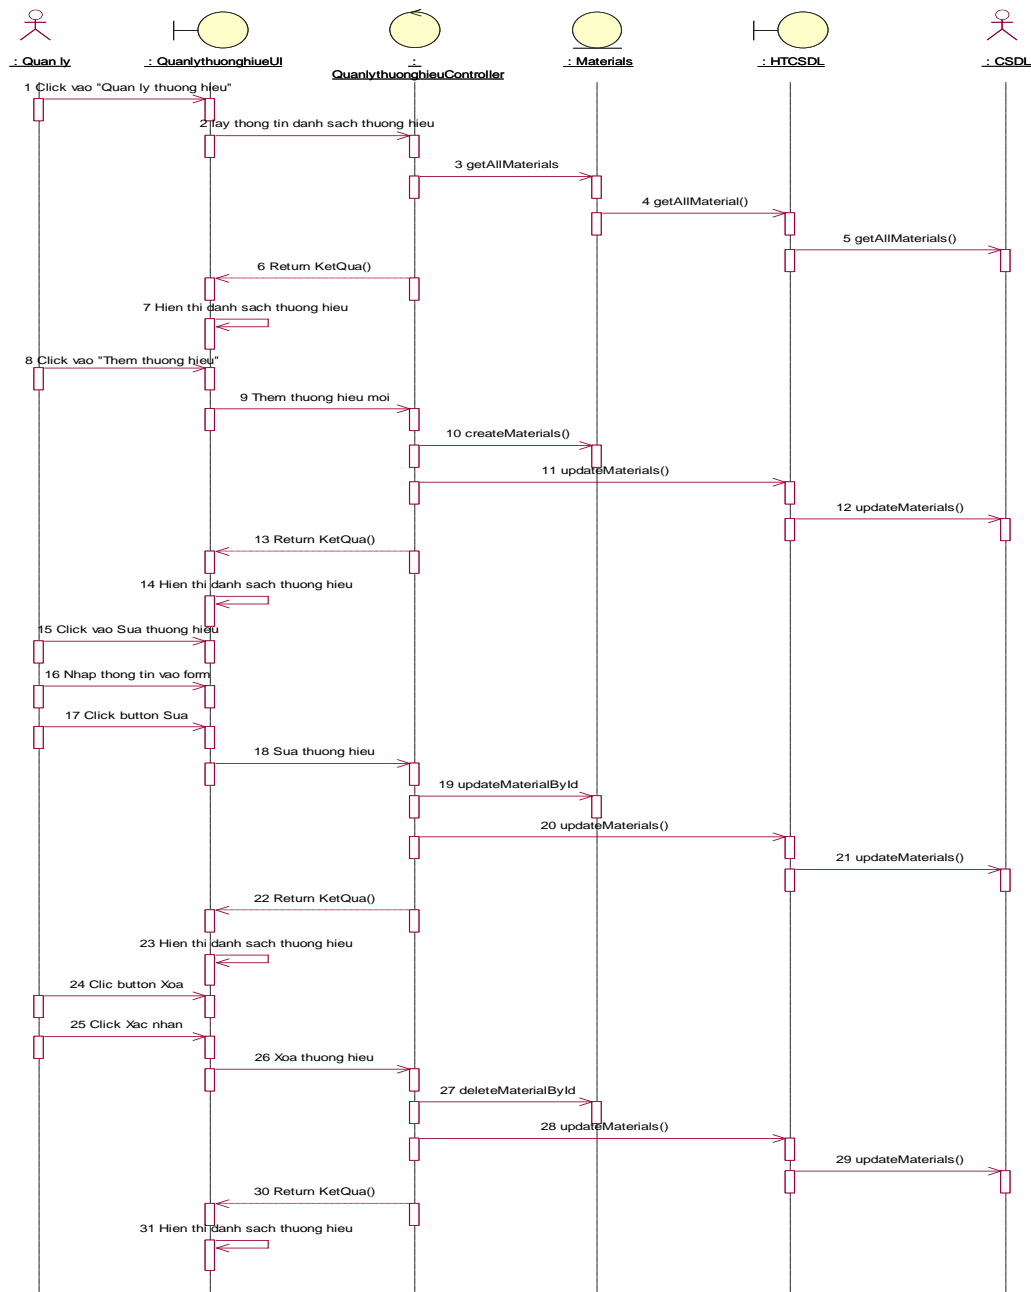 : Quan ly
: QuanlythuonghiueUI
:
QuanlythuonghieuController
: Materials
: HTCSDL
: CSDL
1 Click vao "Quan ly thuong hieu"
2 lay thong tin danh sach thuong hieu
3 getAllMaterials
4 getAllMaterial()
5 getAllMaterials()
6 Return KetQua()
7 Hien thi danh sach thuong hieu
8 Click vao "Them thuong hieu"
9 Them thuong hieu moi
10 createMaterials()
11 updateMaterials()
12 updateMaterials()
13 Return KetQua()
14 Hien thi danh sach thuong hieu
15 Click vao Sua thuong hieu
16 Nhap thong tin vao form
17 Click button Sua
18 Sua thuong hieu
19 updateMaterialById
20 updateMaterials()
21 updateMaterials()
22 Return KetQua()
23 Hien thi danh sach thuong hieu
24 Clic button Xoa
25 Click Xac nhan
26 Xoa thuong hieu
27 deleteMaterialById
28 updateMaterials()
29 updateMaterials()
30 Return KetQua()
31 Hien thi danh sach thuong hieu